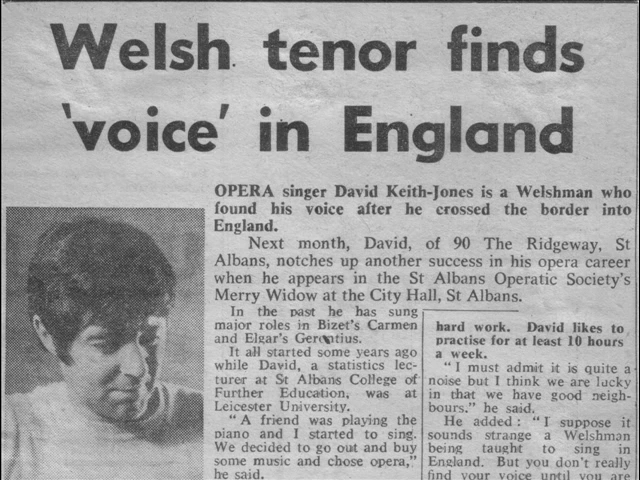 Welsh tenor finds
'voice' in England
OPERA singer David Keith-Jones is a Welshman who
found his voice after he crossed the border into
England.
Next month, David, of 90 The Ridgeway, St
Albans, notches up another success in his opera career
when he appears in the St Albans Operatic Society's
Merry Widow at the City Hall, St Albans.
In the past he has sung
major roles in Bizet's Carmen
and Elgar's Gerontius.
It all started some years ago
while David, a statistics lec-
turer at St Albans College of
Further Education, was at
Leicester University.
"A friend was playing the
piano and I started to sing.
We decided to go out and buy
some music and chose opera,"
he said.
hard work. David likes to
practise for at least 10 hours
a week.
"I must admit it is quite a
noise but I think we are lucky
in that we have good neigh-
bours." he said.
He added: "I suppose it
sounds strange a Welshman
being taught to sing in
England. But you don't really
find your voice until you are